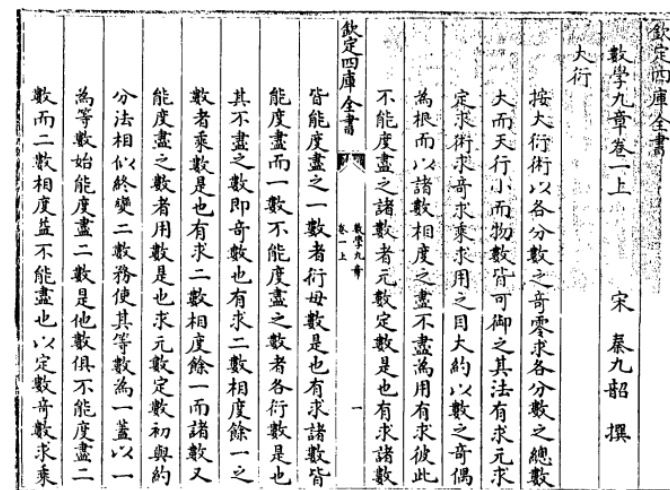 欽定四庫全書
數學九章卷一上
宋 秦九韶 撰
大衍
按大衍術以各分數之竒零求各分數之總數
大而天行小而物數皆可御之其法有求元求
定求術求竒求乘求用之目大約以數之竒偶
為根而以諸數相度之盡不盡為用有求彼此
不能度盡之諸數者元數定數是也有求諸數
欽定四庫全書
數學九章
卷一上
一
皆能度盡之一數者衍母數是也有求諸數皆
能度盡而一數不能度盡之數者各衍數是也
其不盡之數即竒數也有求二數相度餘一之
數者乘數是也有求二數相度餘一而諸數又
能度盡之數者用數是也求元數定數初與約
分法相似終變二數務使其等數為一蓋以一
為等數始能度盡二數是他數俱不能度盡二
數而二數相度益不能盡也以定數竒數求乘